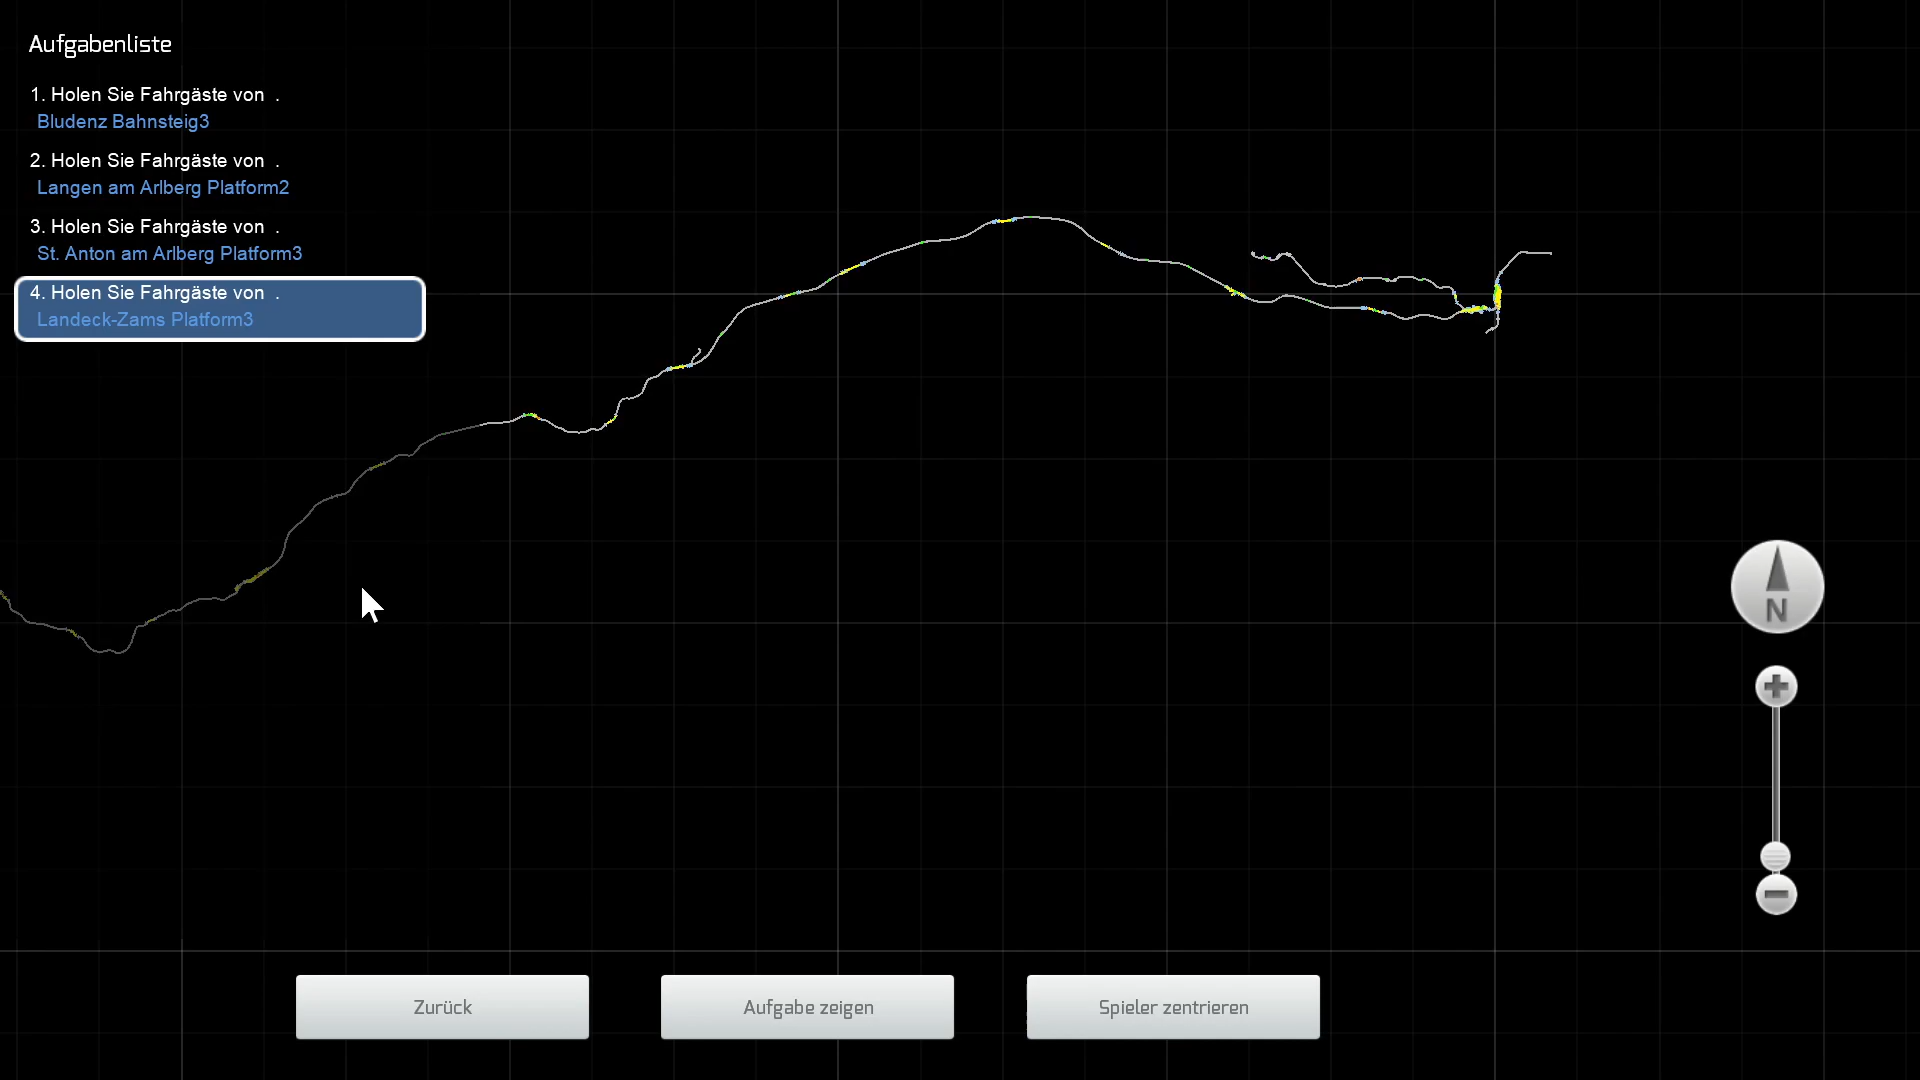 Aufgabenliste
1. Holen Sie Fahrgäste von  .
Bludenz Bahnsteig3
2. Holen Sie Fahrgäste von  .
Langen am Arlberg Platform2
3. Holen Sie Fahrgäste von  .
St. Anton am Arlberg Platform3
4. Holen Sie Fahrgäste von  .
Landeck-Zams Platform3
N
Zurück
Aufgabe zeigen
Spieler zentrieren